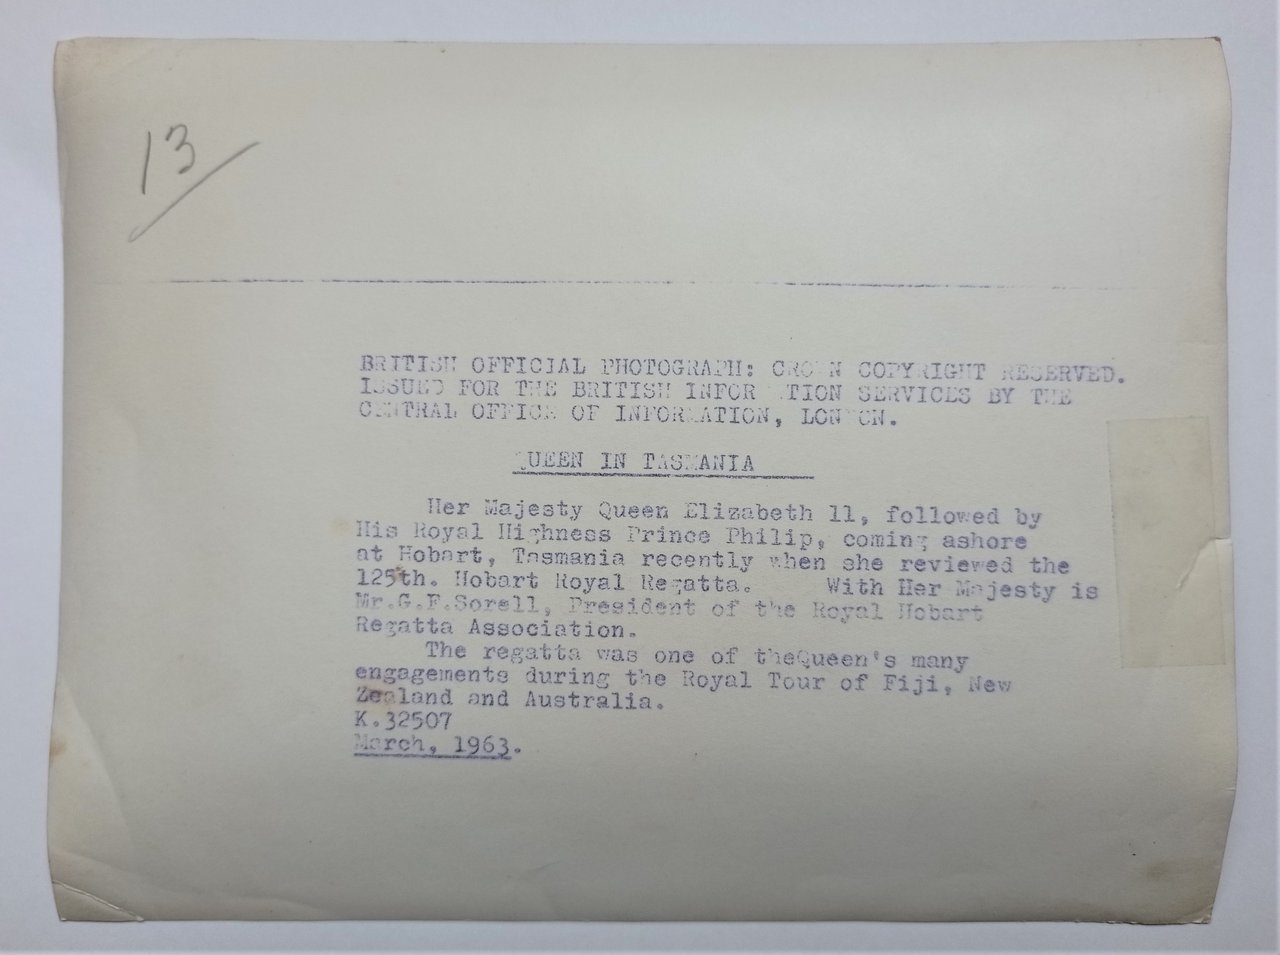 13
BRITISH OFFICIAL PHOTOGRAPH: CROWN COPYRIGHT RESERVED.
ISSUED FOR THE BRITISH INFORMATION SERVICES BY THE
CENTRAL OFFICE OF INFORMATION, LONDON.
QUEEN IN TASMANIA
Her Majesty Queen Elizabeth 11, followed by
His Royal Highness Prince Philip, coming ashore
at Hobart, Tasmania recently when she reviewed the
125th. Hobart Royal Regatta. With Her Majesty is
Mr.G.F.Sorell, President of the Royal Hobart
Regatta Association.
The regatta was one of theQueen's many
engagements during the Royal Tour of Fiji, New
Zealand and Australia.
K.32507
March, 1963.